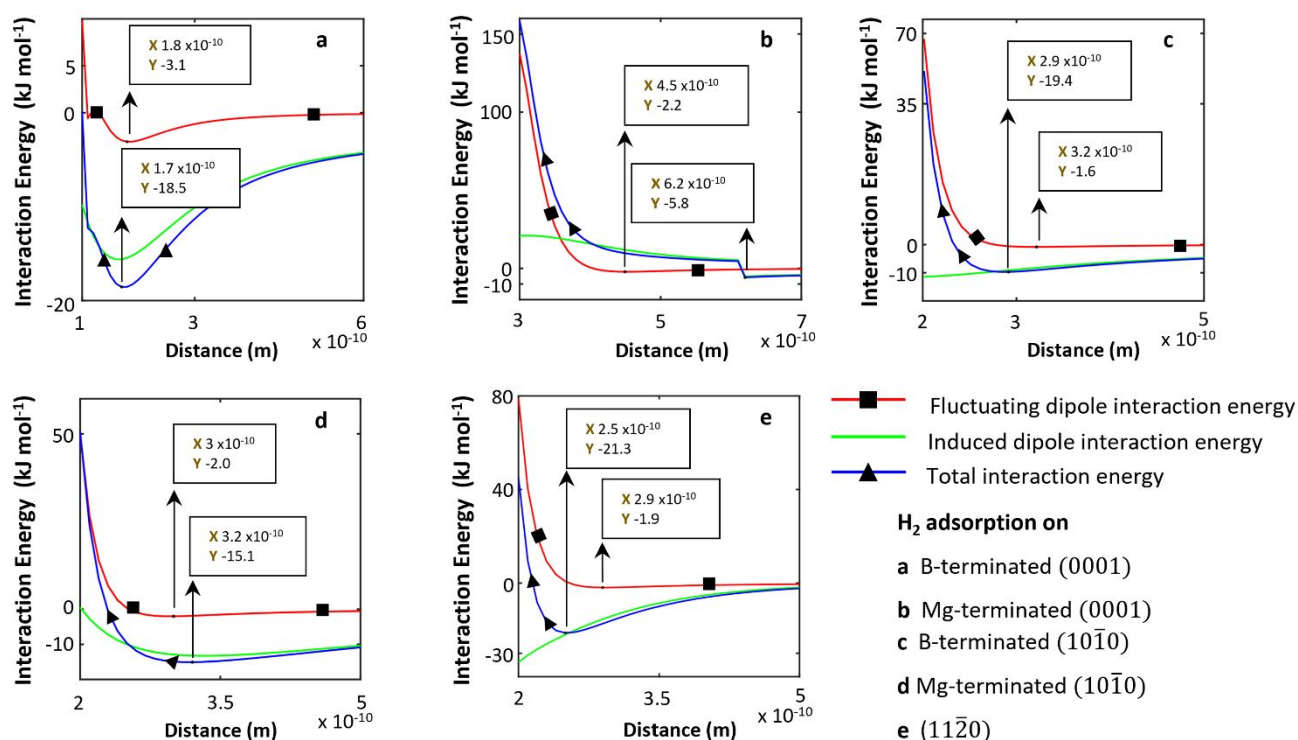 a
Interaction Energy (kJ mol⁻¹)
5
0
-20
1
3
6
Distance (m)
x 10⁻¹⁰
X 1.8 x10⁻¹⁰
Y -3.1
X 1.7 x10⁻¹⁰
Y -18.5
b
Interaction Energy (kJ mol⁻¹)
150
100
0
-10
3
5
7
Distance (m)
x 10⁻¹⁰
X 4.5 x10⁻¹⁰
Y -2.2
X 6.2 x10⁻¹⁰
Y -5.8
c
Interaction Energy (kJ mol⁻¹)
70
35
0
-10
2
3
5
Distance (m)
x 10⁻¹⁰
X 2.9 x10⁻¹⁰
Y -19.4
X 3.2 x10⁻¹⁰
Y -1.6
d
Interaction Energy (kJ mol⁻¹)
50
0
-10
2
3.5
5
Distance (m)
x 10⁻¹⁰
X 3 x10⁻¹⁰
Y -2.0
X 3.2 x10⁻¹⁰
Y -15.1
e
Interaction Energy (kJ mol⁻¹)
80
40
0
-30
2
3.5
5
Distance (m)
x 10⁻¹⁰
X 2.5 x10⁻¹⁰
Y -21.3
X 2.9 x10⁻¹⁰
Y -1.9
Fluctuating dipole interaction energy
Induced dipole interaction energy
Total interaction energy
H₂ adsorption on
a B-terminated (0001)
b Mg-terminated (0001)
c B-terminated (101̄0)
d Mg-terminated (101̄0)
e (112̄0)